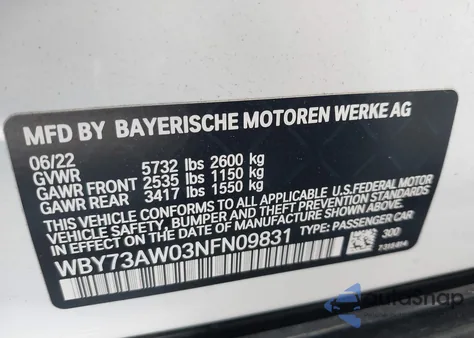 MFD BY BAYERISCHE MOTOREN WERKE AG
06/22
GVWR 5732 lbs 2600 kg
GAWR FRONT 2535 lbs 1150 kg
GAWR REAR 3417 lbs 1550 kg
THIS VEHICLE CONFORMS TO ALL APPLICABLE U.S.FEDERAL MOTOR
VEHICLE SAFETY, BUMPER AND THEFT PREVENTION STANDARDS
IN EFFECT ON THE DATE OF MANUFACTURE SHOWN ABOVE.
WBY73AW03NFN09831 TYPE: PASSENGER CAR
300
AutoSnap